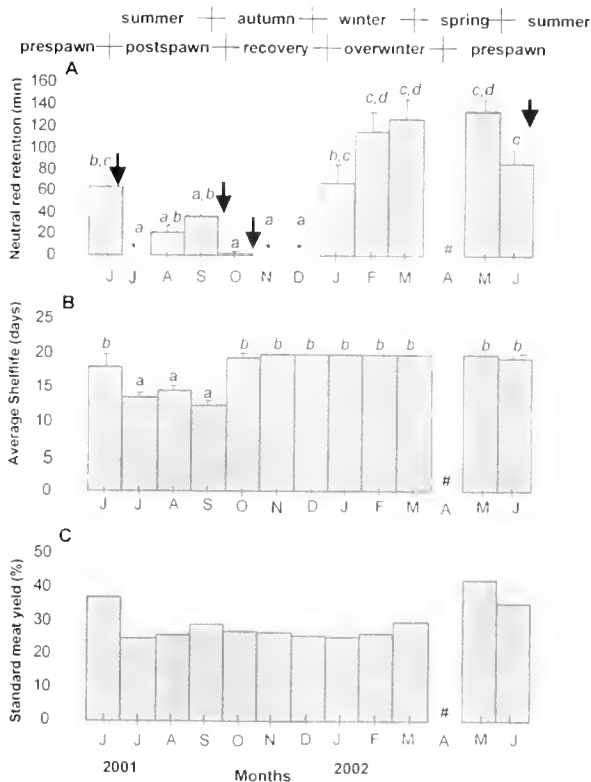 summer autumn winter spring summer
prespawn postspawn recovery overwinter prespawn
A
Neutral red retention (min)
160
140
120
100
80
60
40
20
0
b,c a a b a,b a a a b,c c,d c,d # c,d c
* * *
J J A S O N D J F M A M J
B
Average Shelflife (days)
25
20
15
10
5
0
b a a a b b b b b b # b b
J J A S O N D J F M A M J
C
Standard meat yield (%)
50
40
30
20
10
0
#
J J A S O N D J F M A M J
2001 Months 2002